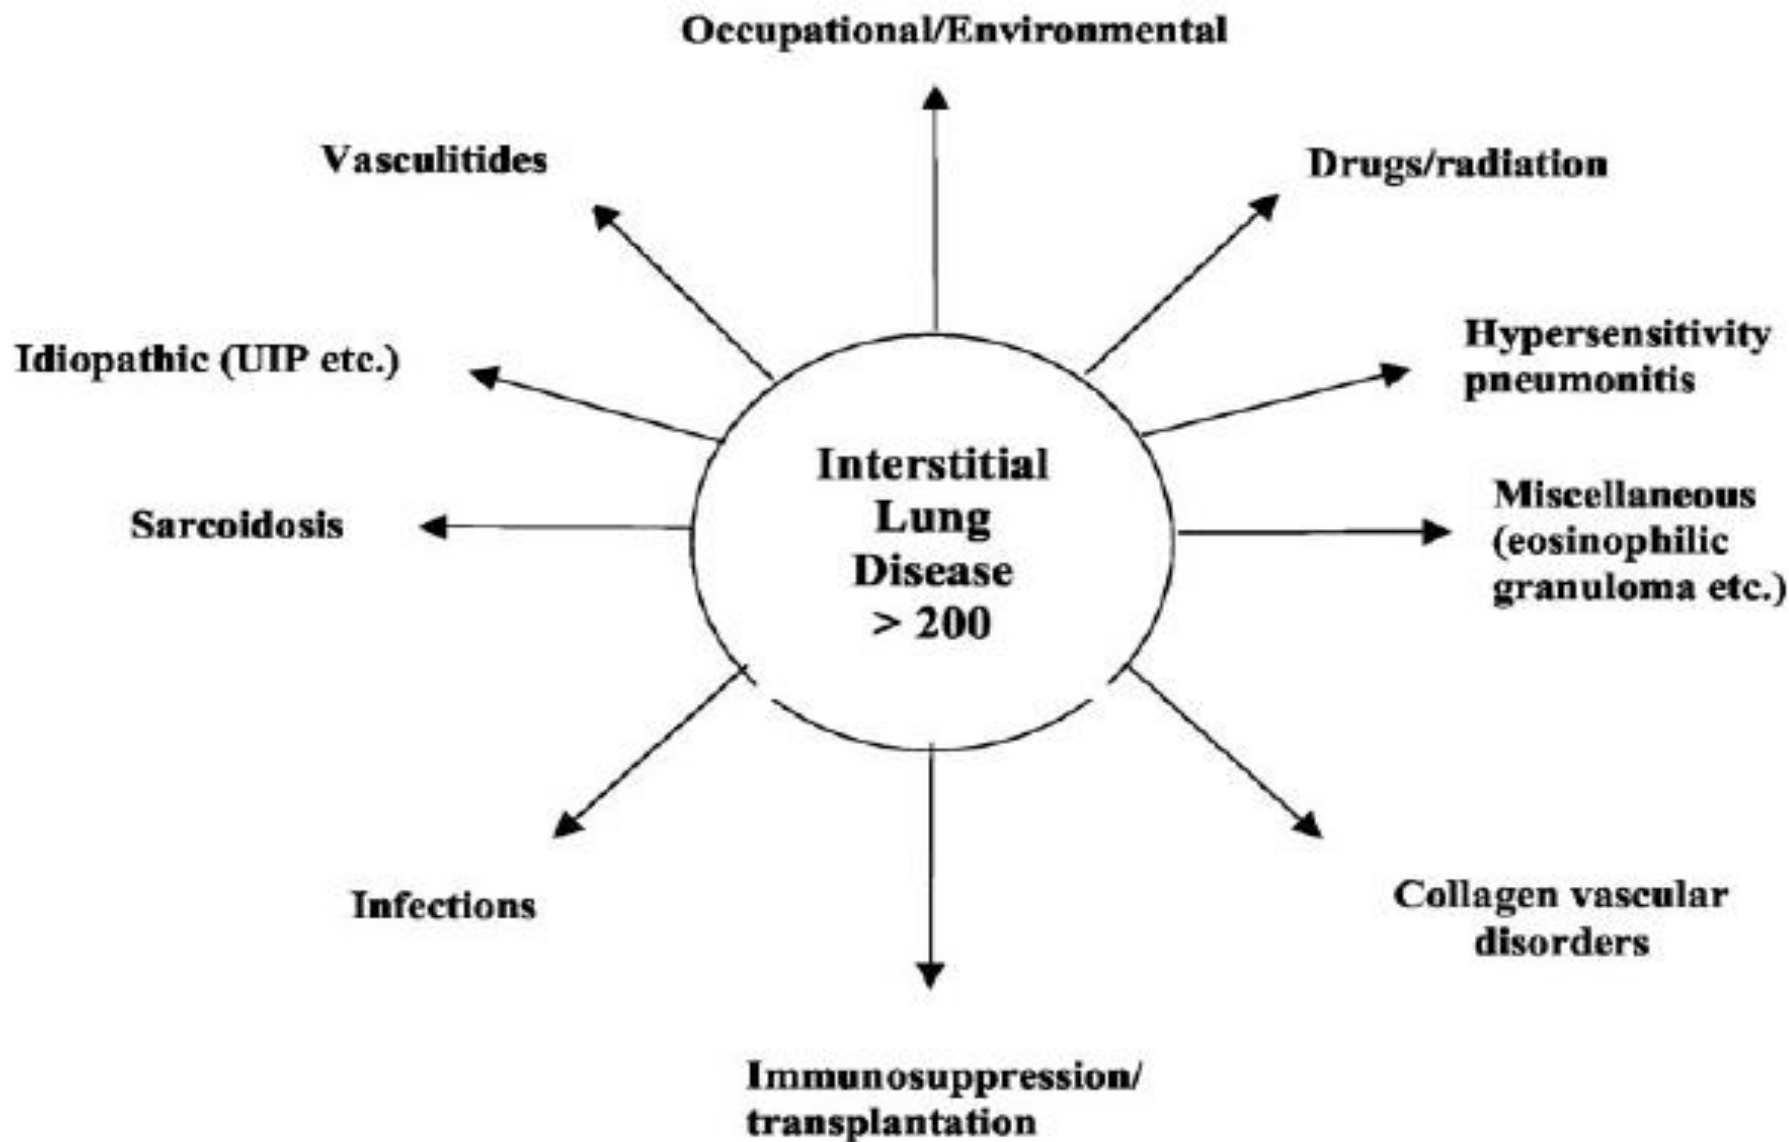 Occupational/Environmental
Vasculitides
Drugs/radiation
Idiopathic (UIP etc.)
Hypersensitivity
pneumonitis
Interstitial
Lung
Disease
> 200
Sarcoidosis
Miscellaneous
(eosinophilic
granuloma etc.)
Infections
Collagen vascular
disorders
Immunosuppression/
transplantation